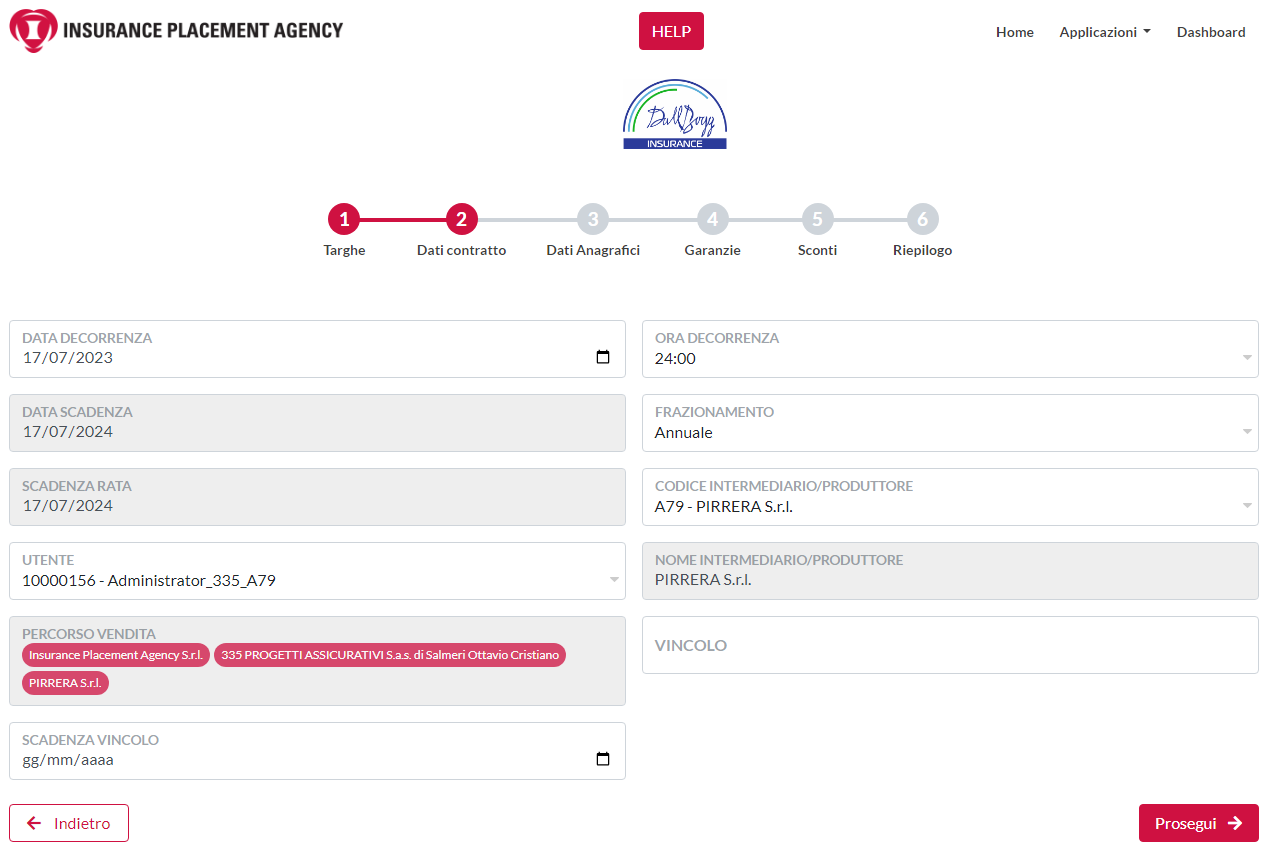 INSURANCE PLACEMENT AGENCY
HELP
Home
Applicazioni
Dashboard
DallBogg
INSURANCE
1
2
3
4
5
6
Targhe
Dati contratto
Dati Anagrafici
Garanzie
Sconti
Riepilogo
DATA DECORRENZA
17/07/2023
ORA DECORRENZA
24:00
DATA SCADENZA
17/07/2024
FRAZIONAMENTO
Annuale
SCADENZA RATA
17/07/2024
CODICE INTERMEDIARIO/PRODUTTORE
A79 - PIRRERA S.r.l.
UTENTE
10000156 - Administrator_335_A79
NOME INTERMEDIARIO/PRODUTTORE
PIRRERA S.r.l.
PERCORSO VENDITA
Insurance Placement Agency S.r.l.
335 PROGETTI ASSICURATIVI S.a.s. di Salmeri Ottavio Cristiano
PIRRERA S.r.l.
VINCOLO
SCADENZA VINCOLO
gg/mm/aaaa
Indietro
Prosegui